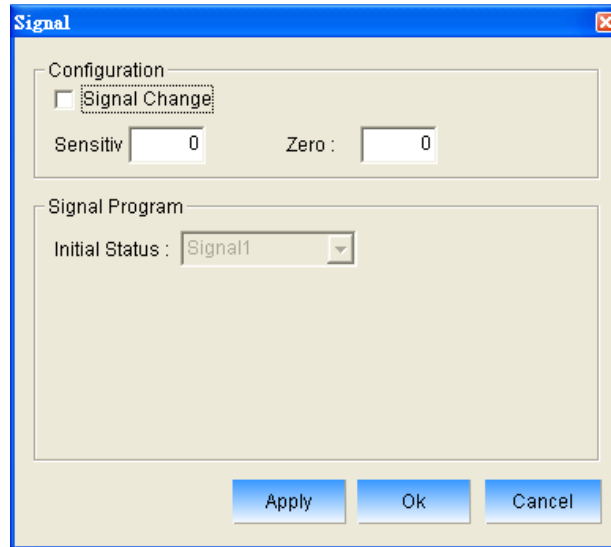 Signal
Configuration
Signal Change
Sensitiv 0 Zero : 0
Signal Program
Initial Status : Signal1
Apply Ok Cancel